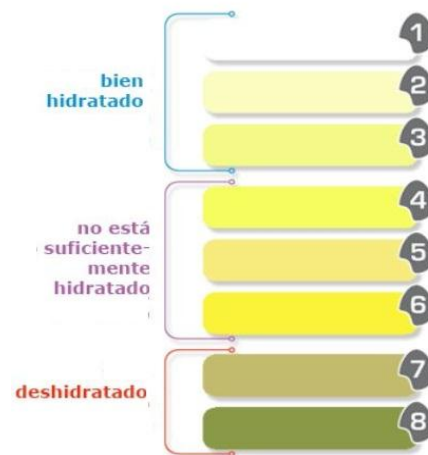 1
bien
hidratado
2
3
no está
suficiente-
mente
hidratado
4
5
6
deshidratado
7
8